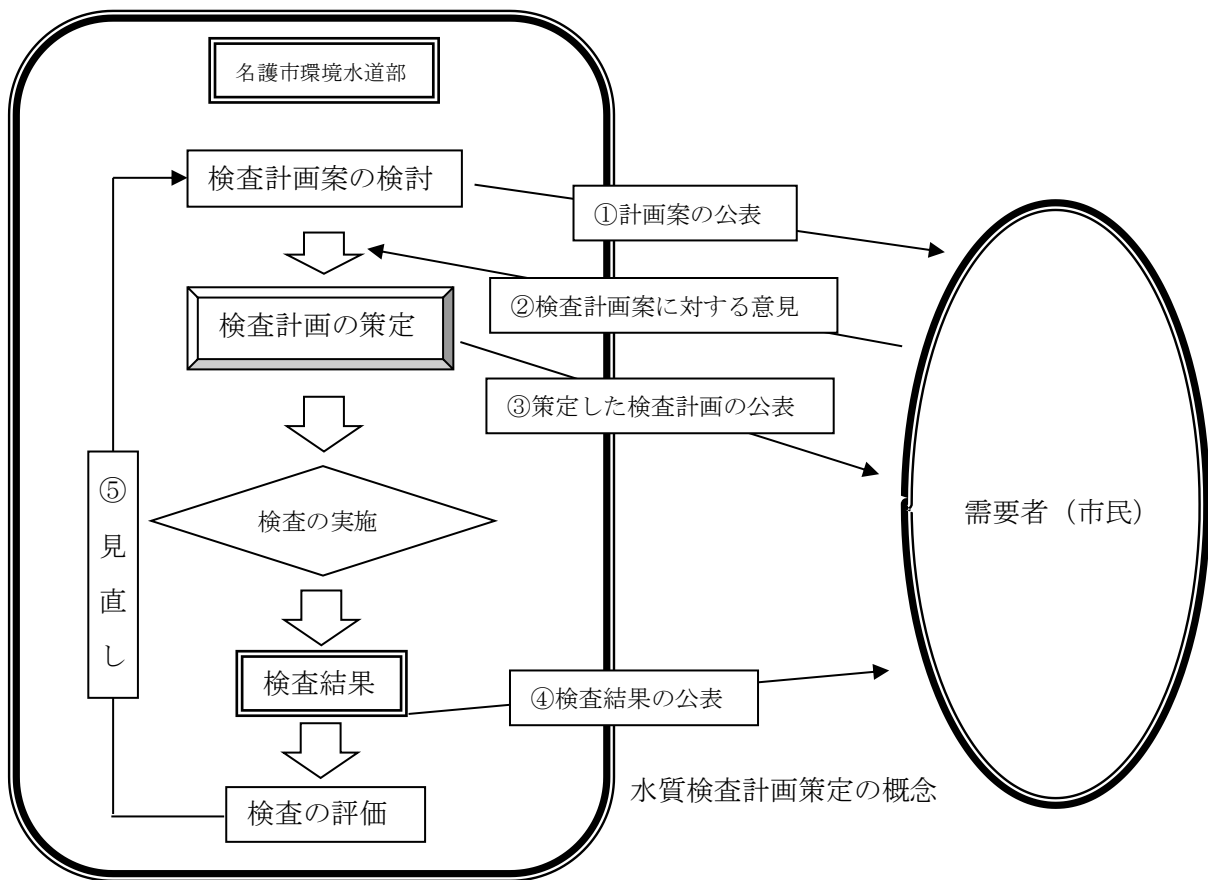 名護市環境水道部
検査計画案の検討
①計画案の公表
②検査計画案に対する意見
検査計画の策定
③策定した検査計画の公表
⑤見直し
検査の実施
需要者（市民）
検査結果
④検査結果の公表
水質検査計画策定の概念
検査の評価